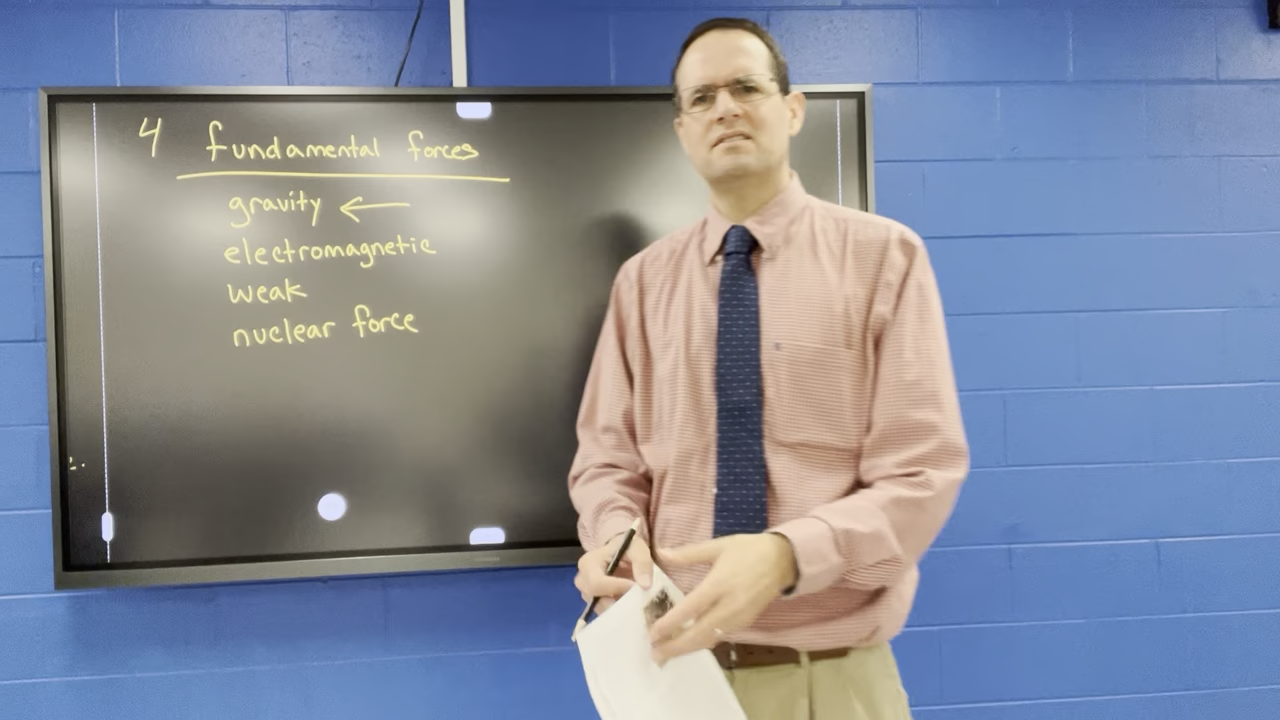 4 fundamental forces
gravity ←
electromagnetic
weak
nuclear force